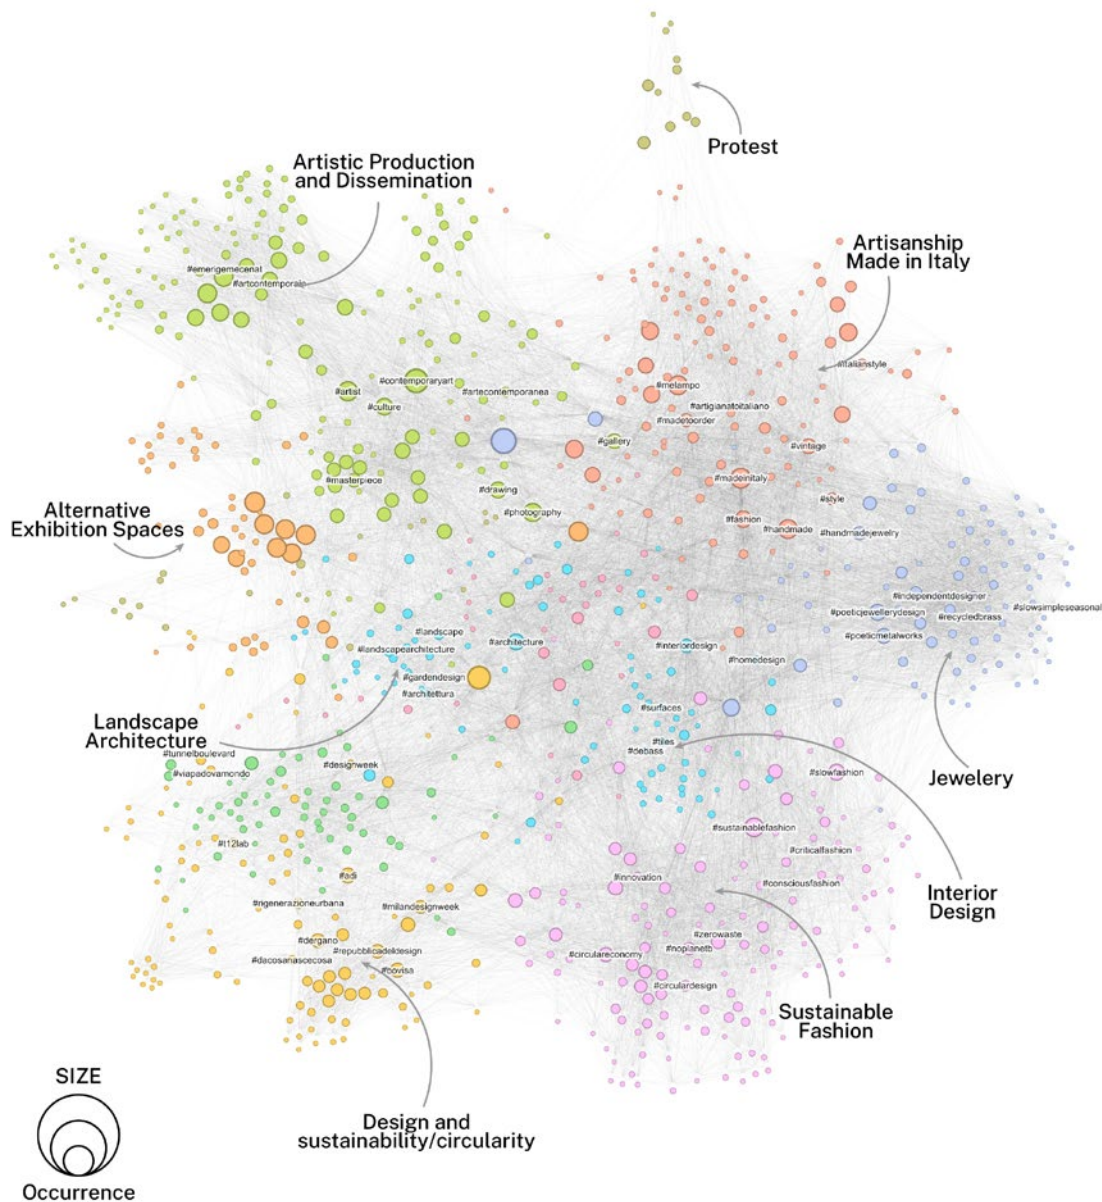 Protest
Artistic Production
and Dissemination
Artisanship
Made in Italy
#emerigemecenat
#artcontemporain
#italianstyle
#contemporaryart
#artist
#artecontemporanea
#melampo
#culture
#artigianatoitaliano
#madetoorder
#gallery
#vintage
#masterpiece
#madeinitaly
#drawing
#style
Alternative
Exhibition Spaces
#photography
#fashion
#handmade
#handmadejewelry
#independentdesigner
#slowsimpleseasonal
#poeticjewellerydesign
#recycledbrass
#landscape
#poeticmetalworks
#architecture
#landscapearchitecture
#interiordesign
#homedesign
#gardendesign
#architettura
#surfaces
Landscape
Architecture
#tiles
#debass
#tunnelboulevard
#designweek
#viapadovamondo
#slowfashion
Jewelery
#sustainablefashion
#t12lab
#criticalfashion
#adi
#innovation
#consciousfashion
Interior
Design
#rigenerazioneurbana
#milandesignweek
#dergano
#zerowaste
#repubblicadeldesign
#noplanetb
#circulareconomy
#dacosanascecosa
#bovisa
#circulardesign
Sustainable
Fashion
SIZE
Design and
sustainability/circularity
Occurrence